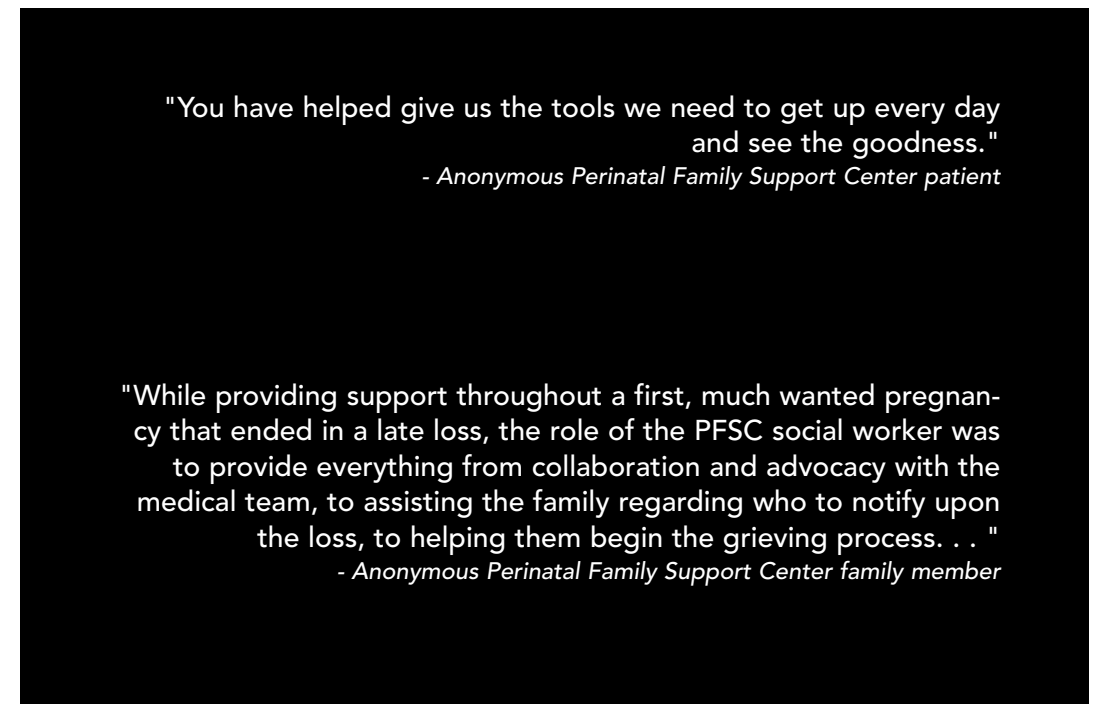 "You have helped give us the tools we need to get up every day
and see the goodness."
- Anonymous Perinatal Family Support Center patient
"While providing support throughout a first, much wanted pregnan-
cy that ended in a late loss, the role of the PFSC social worker was
to provide everything from collaboration and advocacy with the
medical team, to assisting the family regarding who to notify upon
the loss, to helping them begin the grieving process. . . "
- Anonymous Perinatal Family Support Center family member